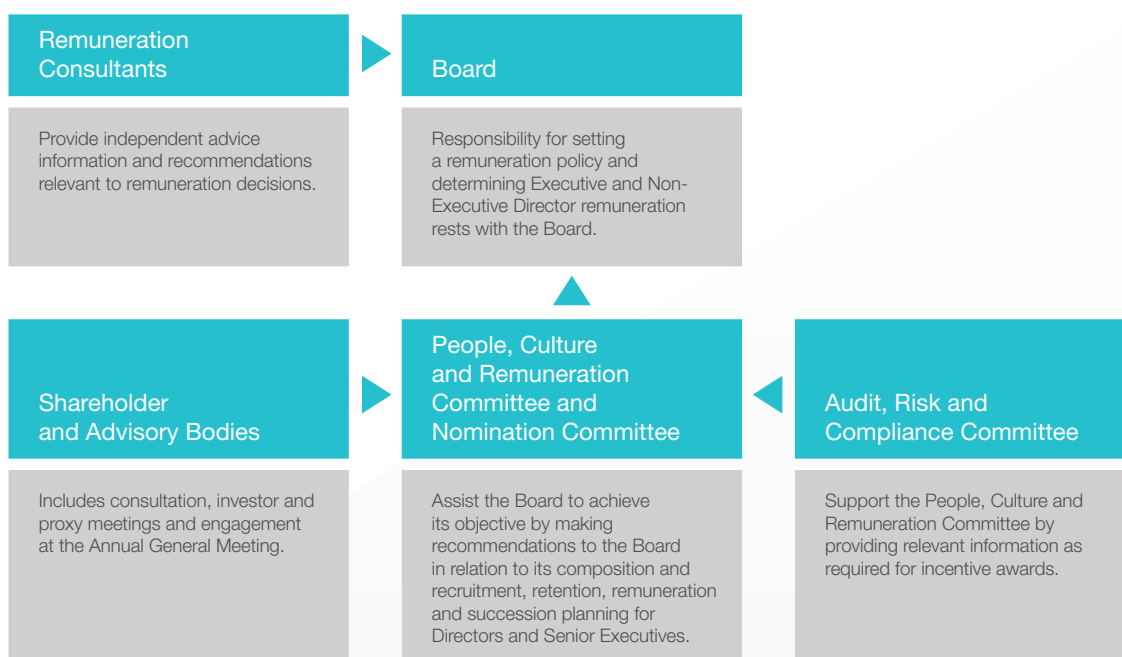 Remuneration
Consultants
Provide independent advice
information and recommendations
relevant to remuneration decisions.
Board
Responsibility for setting
a remuneration policy and
determining Executive and Non-
Executive Director remuneration
rests with the Board.
Shareholder
and Advisory Bodies
Includes consultation, investor and
proxy meetings and engagement
at the Annual General Meeting.
People, Culture
and Remuneration
Committee and
Nomination Committee
Assist the Board to achieve
its objective by making
recommendations to the Board
in relation to its composition and
recruitment, retention, remuneration
and succession planning for
Directors and Senior Executives.
Audit, Risk and
Compliance Committee
Support the People, Culture and
Remuneration Committee by
providing relevant information as
required for incentive awards.